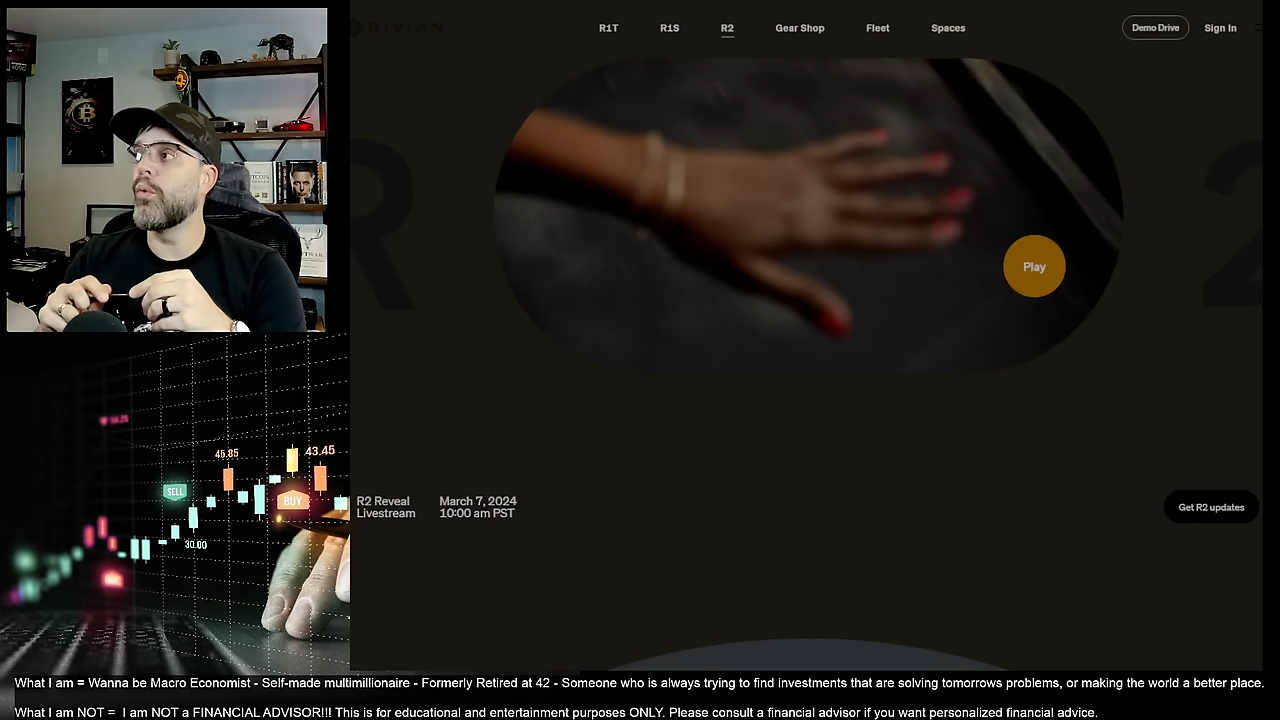 RIVIAN
R1T
R1S
R2
Gear Shop
Fleet
Spaces
Demo Drive
Sign In
R
2
Play
R2 Reveal
Livestream
March 7, 2024
10:00 am PST
Get R2 updates
45.85
43.45
SELL
BUY
30.00
What I am = Wanna be Macro Economist - Self-made multimillionaire - Formerly Retired at 42 - Someone who is always trying to find investments that are solving tomorrows problems, or making the world a better place.
What I am NOT = I am NOT a FINANCIAL ADVISOR!!! This is for educational and entertainment purposes ONLY. Please consult a financial advisor if you want personalized financial advice.